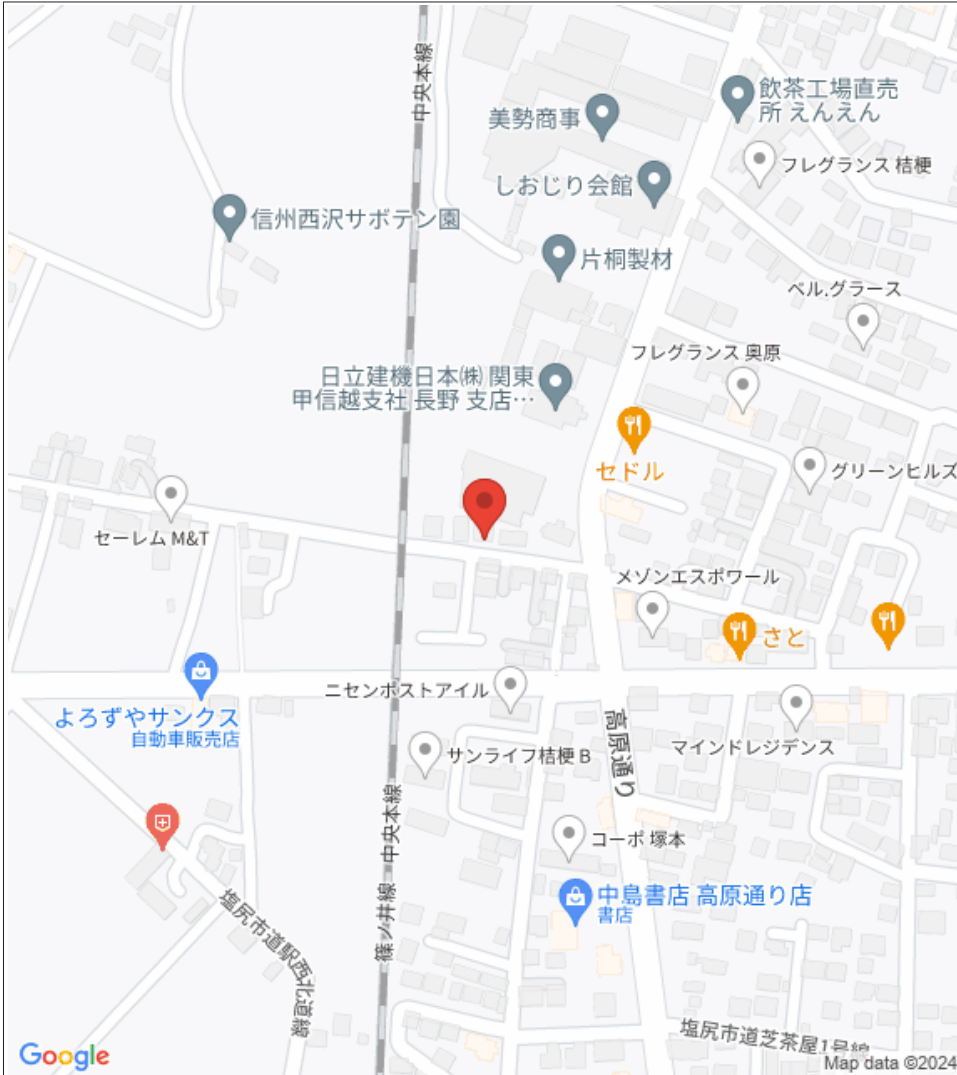 中央本線
飲茶工場直売
所 えんえん
美勢商事
フレグランス 桔梗
しおじり会館
信州西沢サボテン園
片桐製材
ベル.グラース
フレグランス 奥原
日立建機日本㈱ 関東
甲信越支社 長野 支店…
セドル
グリーンヒルズ
セーレム M&T
メゾンエスポワール
さと
ニセンポストアイル
よろずやサンクス
自動車販売店
高原通り
マインドレジデンス
サンライフ桔梗 B
篠ノ井線 中央本線
コーポ 塚本
中島書店 高原通り店
書店
塩尻市道駅西北道線
塩尻市道芝茶屋1号線
Google
Map data ©2024